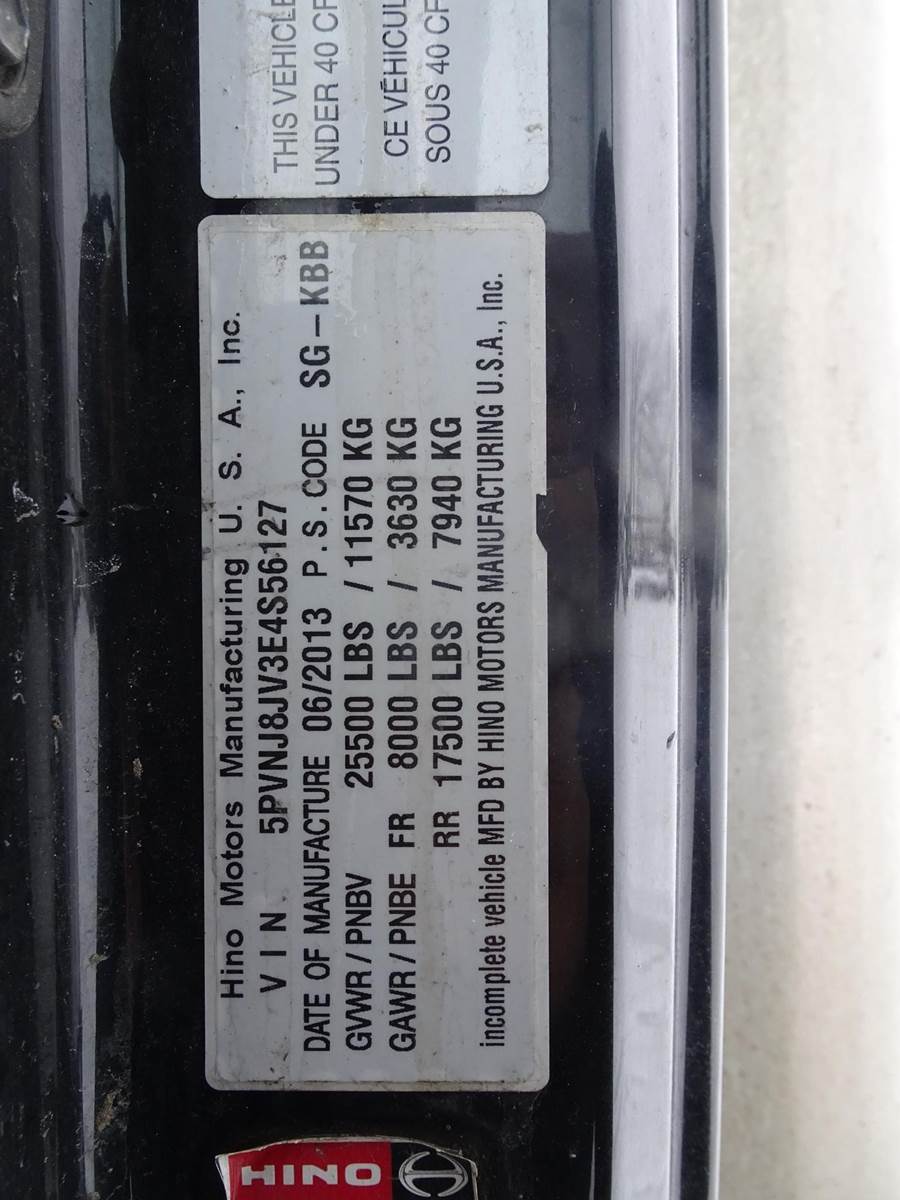 Hino Motors Manufacturing U. S. A., Inc.
V I N 5PVNJ8JV3E4S56127
DATE OF MANUFACTURE 06/2013 P.S.CODE SG-KBB
GVWR/PNBV 25500 LBS / 11570 KG
GAWR/PNBE FR 8000 LBS / 3630 KG
RR 17500 LBS / 7940 KG
incomplete vehicle MFD BY HINO MOTORS MANUFACTURING U.S.A., Inc.
THIS VEHICLE
UNDER 40 CF
CE VÉHICUL
SOUS 40 CF
HINO